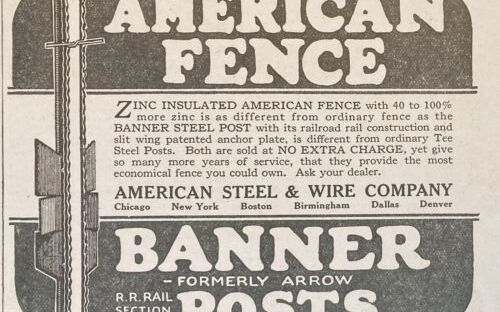 AMERICAN
FENCE
ZINC INSULATED AMERICAN FENCE with 40 to 100%
more zinc is as different from ordinary fence as the
BANNER STEEL POST with its railroad rail construction and
slit wing patented anchor plate, is different from ordinary Tee
Steel Posts. Both are sold at NO EXTRA CHARGE, yet give
so many more years of service, that they provide the most
economical fence you could own. Ask your dealer.
AMERICAN STEEL & WIRE COMPANY
Chicago New York Boston Birmingham Dallas Denver
BANNER
- FORMERLY ARROW
R.R. RAIL
SECTION
POSTS